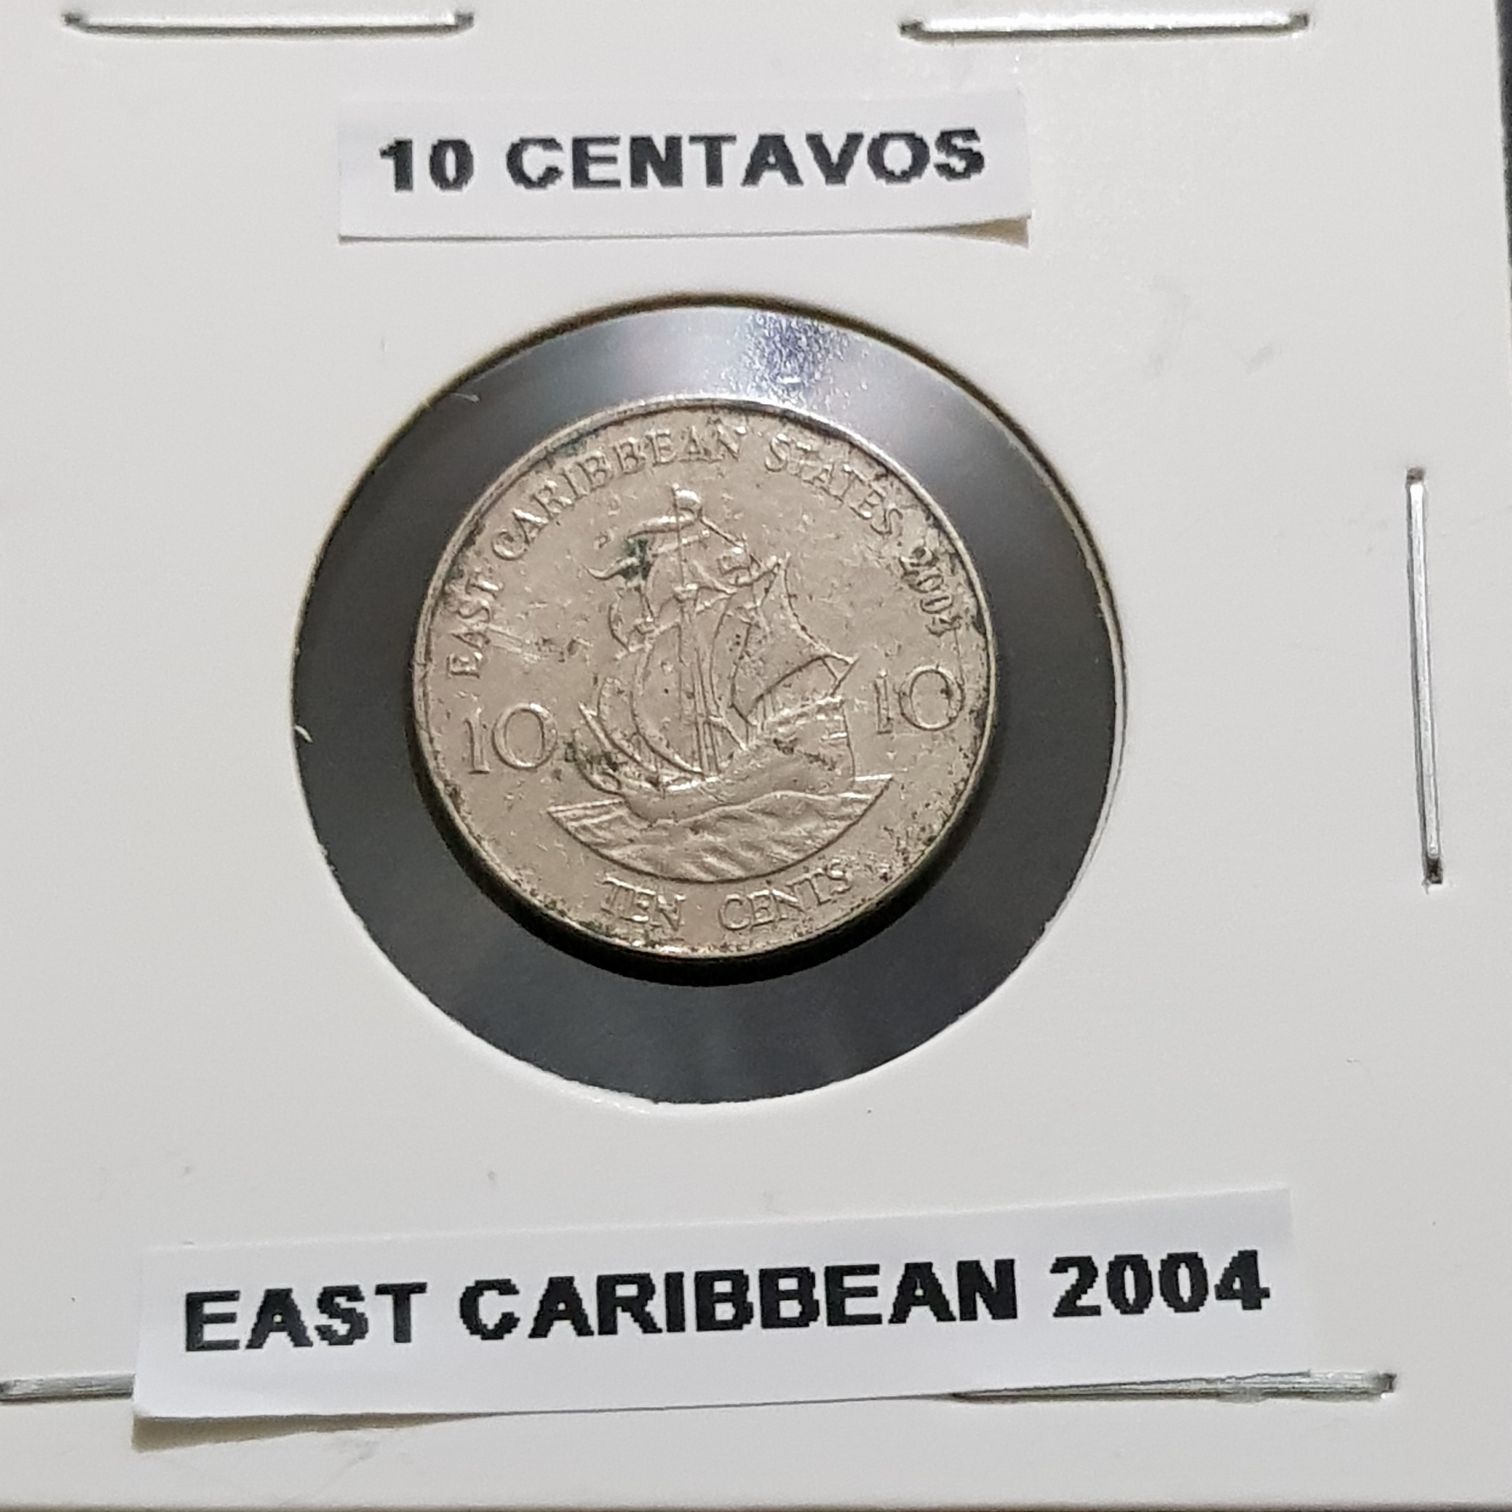 10 CENTAVOS
EAST CARIBBEAN STATES 2004
10 10
TEN CENTS
EAST CARIBBEAN 2004